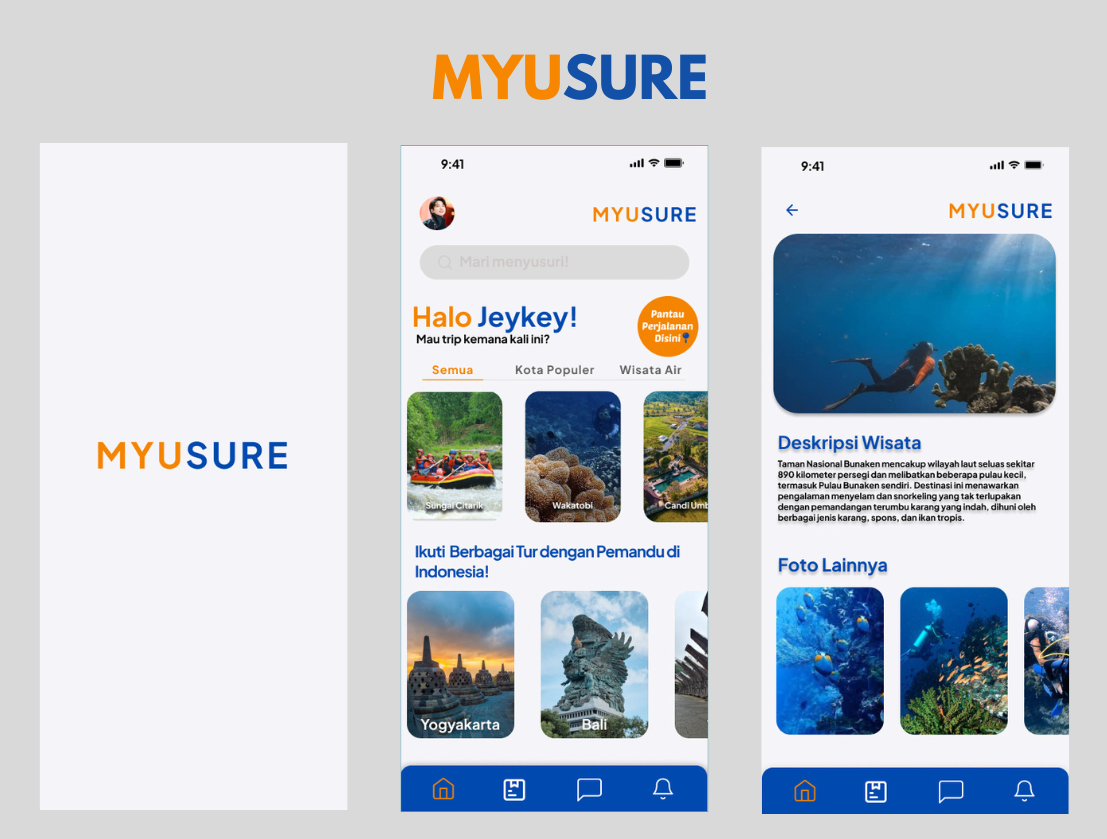 MYUSURE
MYUSURE
9:41
MYUSURE
Mari menyusuri!
Halo Jeykey!
Mau trip kemana kali ini?
Pantau
Perjalanan
Disini
Semua
Kota Populer
Wisata Air
Sungai Citarik
Wakatobi
Candi Umb
Ikuti Berbagai Tur dengan Pemandu di
Indonesia!
Yogyakarta
Bali
9:41
MYUSURE
Deskripsi Wisata
Taman Nasional Bunaken mencakup wilayah laut seluas sekitar
890 kilometer persegi dan melibatkan beberapa pulau kecil,
termasuk Pulau Bunaken sendiri. Destinasi ini menawarkan
pengalaman menyelam dan snorkeling yang tak terlupakan
dengan pemandangan terumbu karang yang indah, dihuni oleh
berbagai jenis karang, spons, dan ikan tropis.
Foto Lainnya